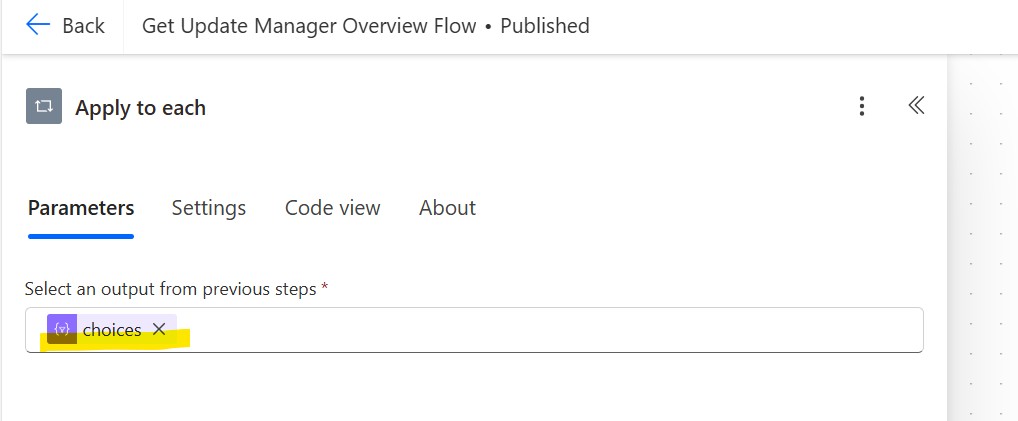 Back
Get Update Manager Overview Flow • Published
Apply to each
Parameters Settings Code view About
Select an output from previous steps *
{v} choices